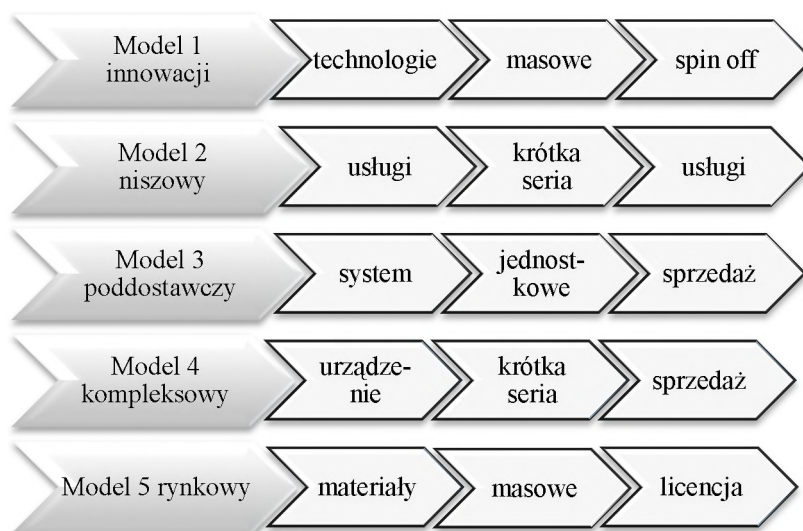 Model 1
innowacji
technologie
masowe
spin off
Model 2
niszowy
usługi
krótka
seria
usługi
Model 3
poddostawczy
system
jednost-
kowe
sprzedaż
Model 4
kompleksowy
urządze-
nie
krótka
seria
sprzedaż
Model 5 rynkowy
materiały
masowe
licencja